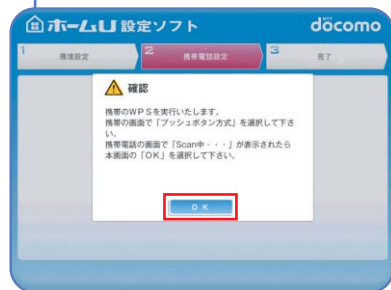 ホームU 設定ソフト
NTT
döcomo
1 環境設定
2 携帯電話設定
3 完了
確認
携帯のWPSを実行いたします。
携帯の画面で「プッシュボタン方式」を選択して下さ
い。
携帯電話の画面で「Scan中・・・」が表示されたら
本画面の「OK」を選択して下さい。
O K